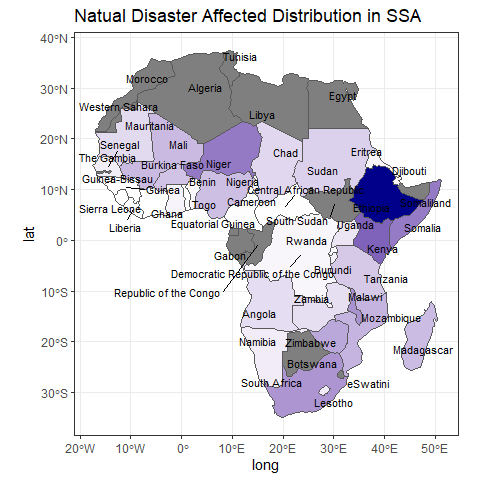 Natual Disaster Affected Distribution in SSA
40°N
30°N
20°N
10°N
0°
10°S
20°S
30°S
lat
Tunisia
Morocco
Algeria
Egypt
Western Sahara
Libya
Mauritania
Senegal
Mali
Chad
Eritrea
The Gambia
Burkina Faso
Niger
Sudan
Djibouti
Guinea-Bissau
Guinea
Benin
Nigeria
Central African Republic
Sierra Leone
Ghana
Togo
Cameroon
Ethiopia
Somaliland
Liberia
Equatorial Guinea
South Sudan
Uganda
Somalia
Gabon
Rwanda
Kenya
Democratic Republic of the Congo
Burundi
Tanzania
Republic of the Congo
Zambia
Malawi
Angola
Mozambique
Namibia
Zimbabwe
Madagascar
Botswana
South Africa
eSwatini
Lesotho
20°W
10°W
0°
10°E
20°E
30°E
40°E
50°E
long